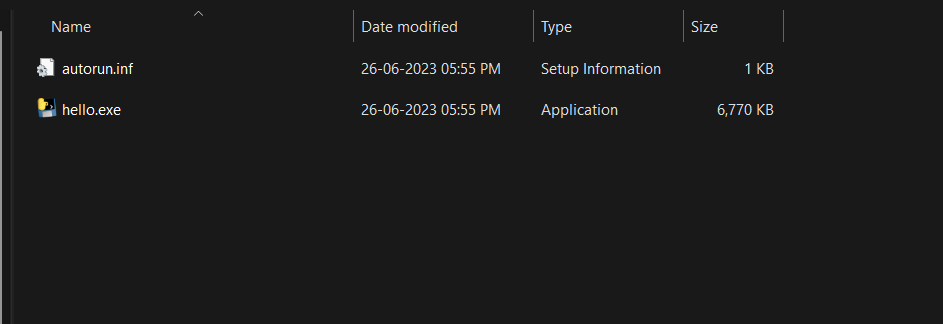 Name Date modified Type Size
autorun.inf 26-06-2023 05:55 PM Setup Information 1 KB
hello.exe 26-06-2023 05:55 PM Application 6,770 KB